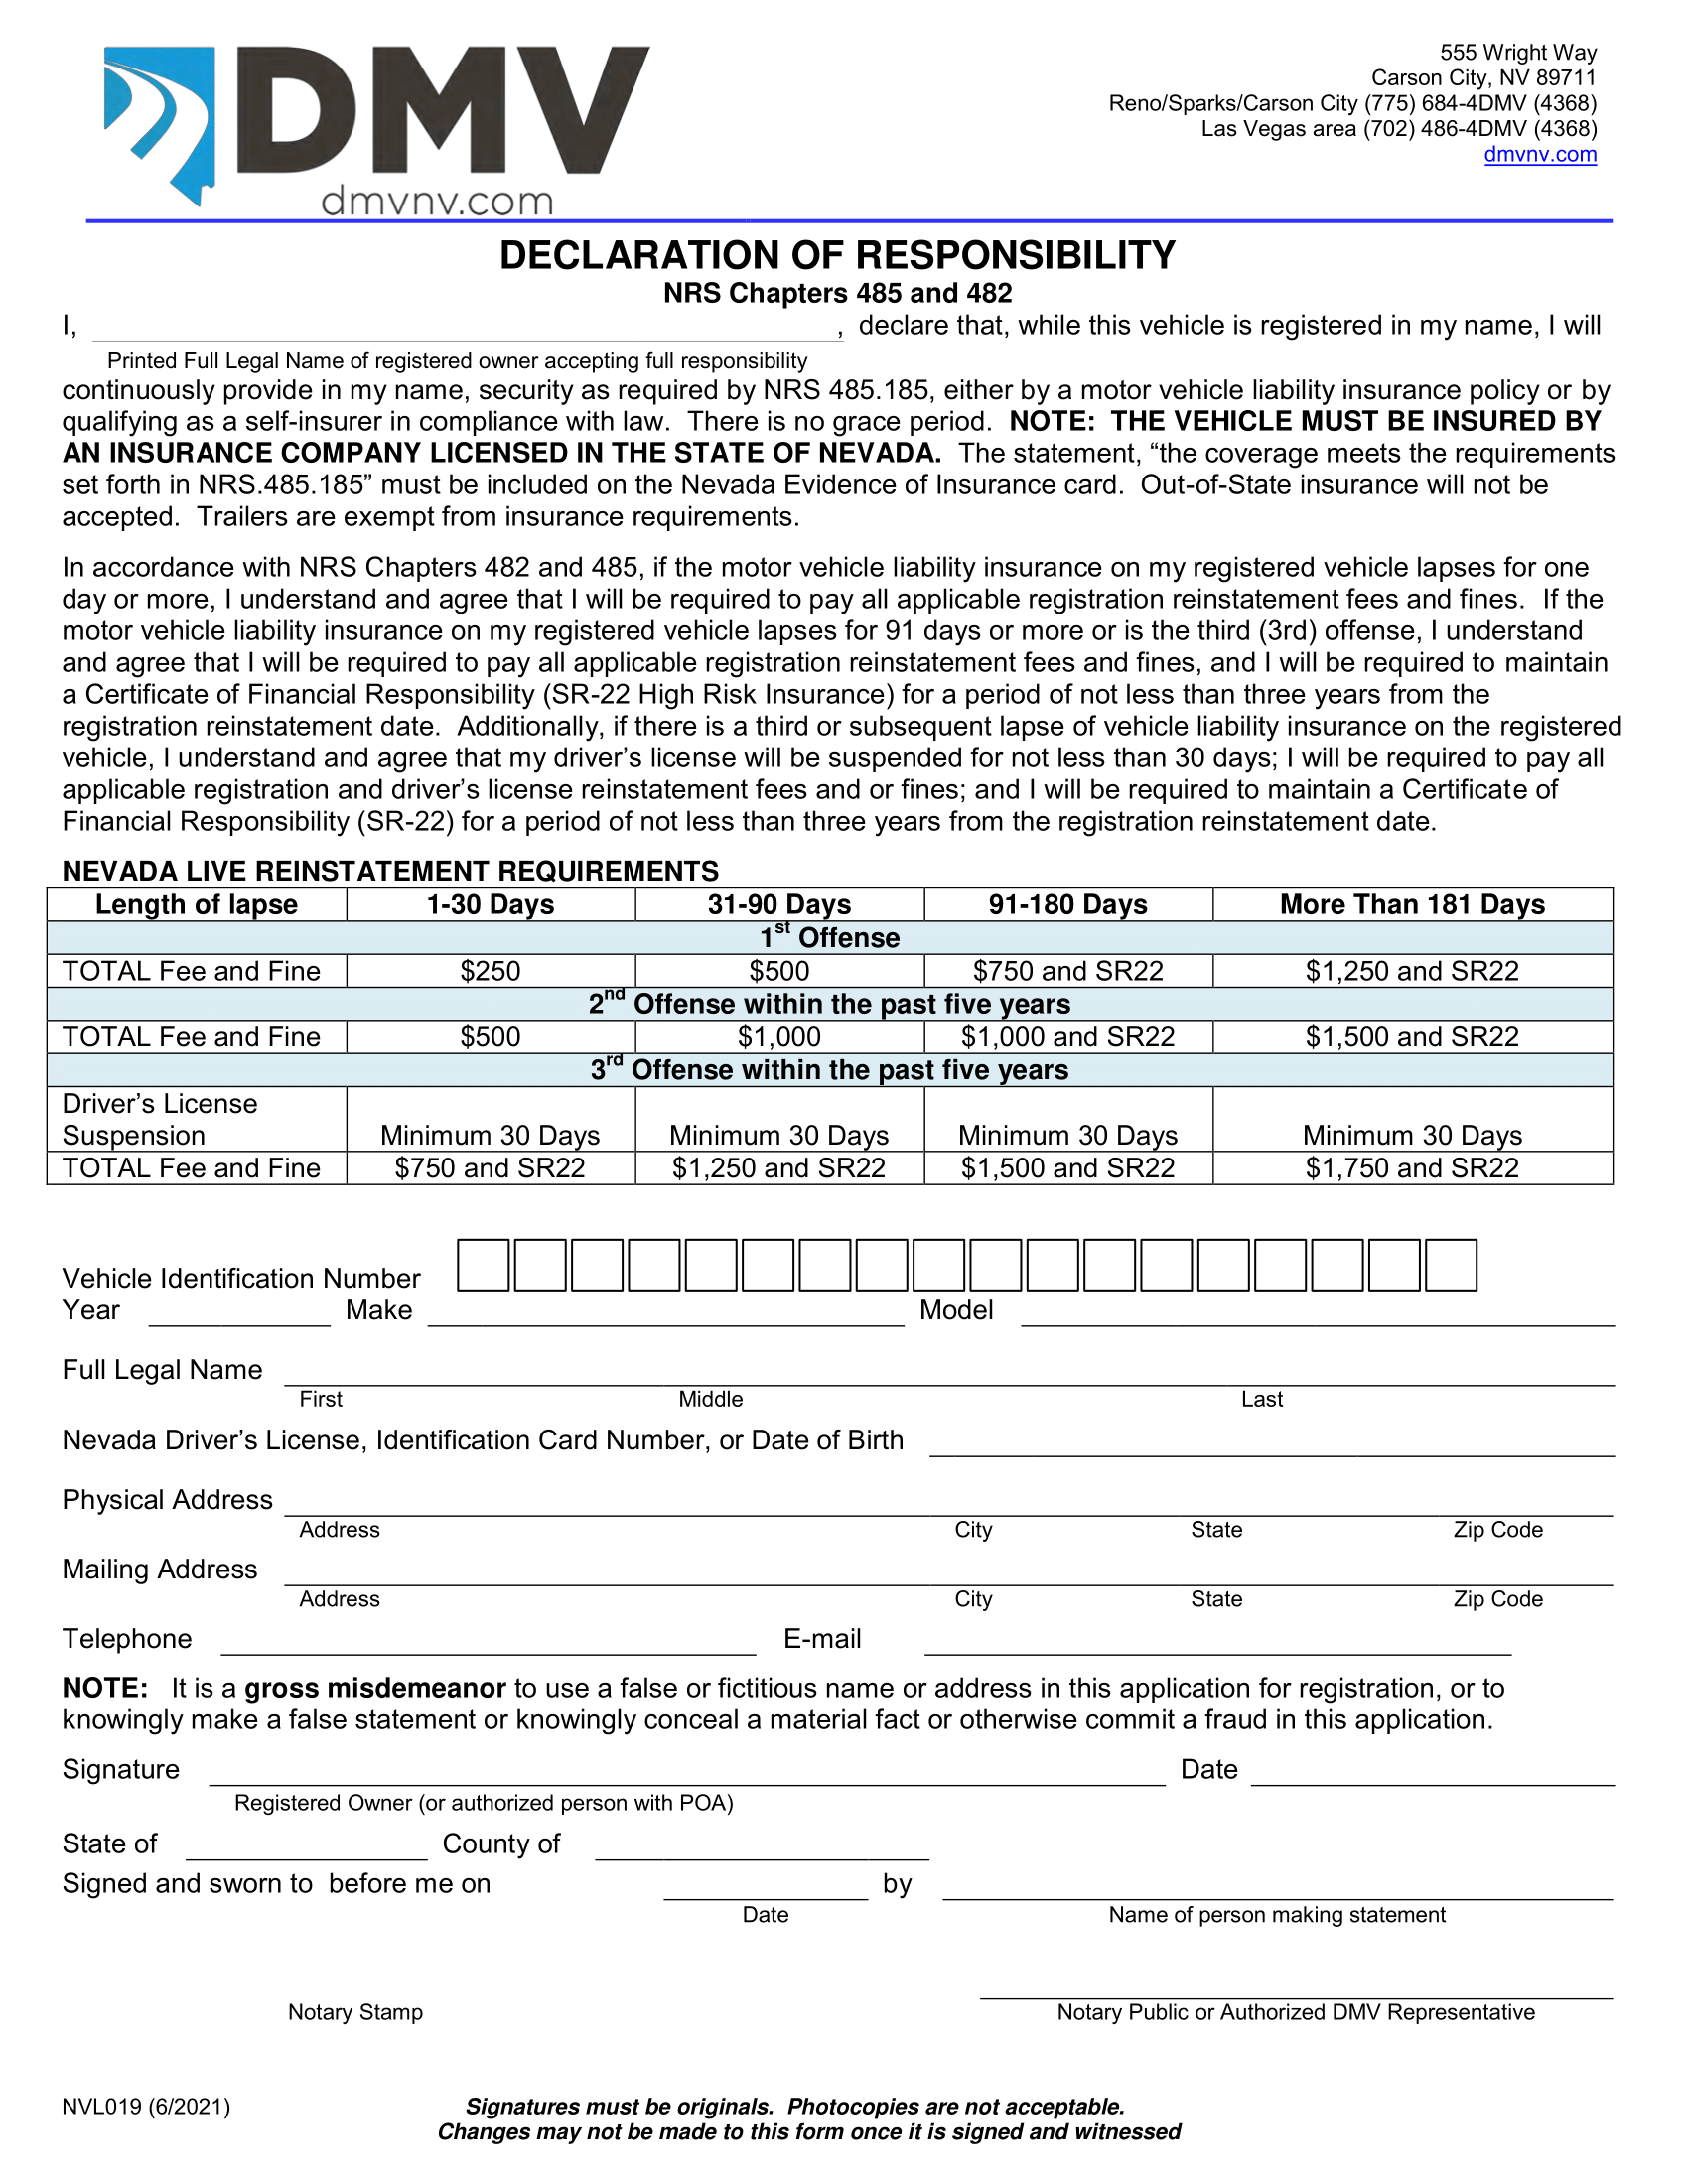 DMV
dmvnv.com
555 Wright Way
Carson City, NV 89711
Reno/Sparks/Carson City (775) 684-4DMV (4368)
Las Vegas area (702) 486-4DMV (4368)
dmvnv.com
DECLARATION OF RESPONSIBILITY
NRS Chapters 485 and 482
I, , declare that, while this vehicle is registered in my name, I will
Printed Full Legal Name of registered owner accepting full responsibility
continuously provide in my name, security as required by NRS 485.185, either by a motor vehicle liability insurance policy or by
qualifying as a self-insurer in compliance with law. There is no grace period. NOTE: THE VEHICLE MUST BE INSURED BY
AN INSURANCE COMPANY LICENSED IN THE STATE OF NEVADA. The statement, “the coverage meets the requirements
set forth in NRS.485.185” must be included on the Nevada Evidence of Insurance card. Out-of-State insurance will not be
accepted. Trailers are exempt from insurance requirements.
In accordance with NRS Chapters 482 and 485, if the motor vehicle liability insurance on my registered vehicle lapses for one
day or more, I understand and agree that I will be required to pay all applicable registration reinstatement fees and fines. If the
motor vehicle liability insurance on my registered vehicle lapses for 91 days or more or is the third (3rd) offense, I understand
and agree that I will be required to pay all applicable registration reinstatement fees and fines, and I will be required to maintain
a Certificate of Financial Responsibility (SR-22 High Risk Insurance) for a period of not less than three years from the
registration reinstatement date. Additionally, if there is a third or subsequent lapse of vehicle liability insurance on the registered
vehicle, I understand and agree that my driver’s license will be suspended for not less than 30 days; I will be required to pay all
applicable registration and driver’s license reinstatement fees and or fines; and I will be required to maintain a Certificate of
Financial Responsibility (SR-22) for a period of not less than three years from the registration reinstatement date.
NEVADA LIVE REINSTATEMENT REQUIREMENTS
Length of lapse 1-30 Days 31-90 Days 91-180 Days More Than 181 Days
1st Offense
TOTAL Fee and Fine $250 $500 $750 and SR22 $1,250 and SR22
2nd Offense within the past five years
TOTAL Fee and Fine $500 $1,000 $1,000 and SR22 $1,500 and SR22
3rd Offense within the past five years
Driver’s License
Suspension Minimum 30 Days Minimum 30 Days Minimum 30 Days Minimum 30 Days
TOTAL Fee and Fine $750 and SR22 $1,250 and SR22 $1,500 and SR22 $1,750 and SR22
Vehicle Identification Number
Year Make Model
Full Legal Name
First Middle Last
Nevada Driver’s License, Identification Card Number, or Date of Birth
Physical Address
Address City State Zip Code
Mailing Address
Address City State Zip Code
Telephone E-mail
NOTE: It is a gross misdemeanor to use a false or fictitious name or address in this application for registration, or to
knowingly make a false statement or knowingly conceal a material fact or otherwise commit a fraud in this application.
Signature Date
Registered Owner (or authorized person with POA)
State of County of
Signed and sworn to before me on by
Date Name of person making statement
Notary Stamp Notary Public or Authorized DMV Representative
NVL019 (6/2021) Signatures must be originals. Photocopies are not acceptable.
Changes may not be made to this form once it is signed and witnessed